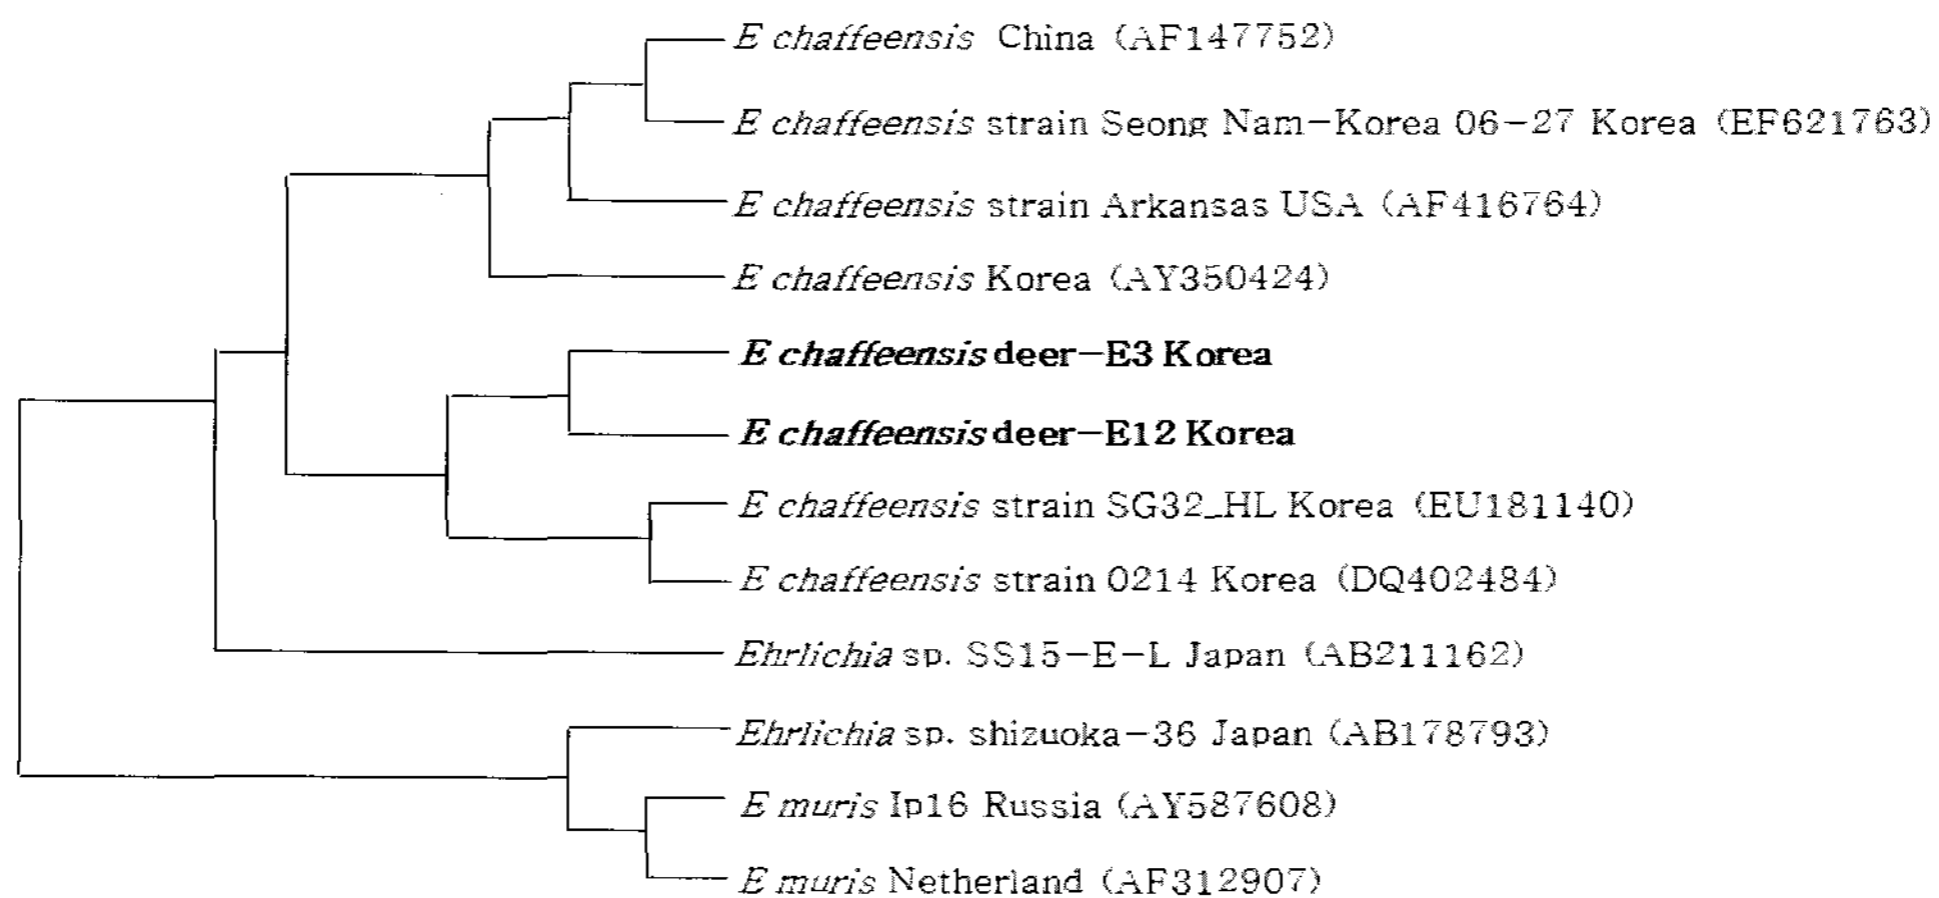 E chaffeensis China (AF147752)
E chaffeensis strain Seong Nam-Korea 06-27 Korea (EF621763)
E chaffeensis strain Arkansas USA (AF416764)
E chaffeensis Korea (AY350424)
E chaffeensis deer-E3 Korea
E chaffeensis deer-E12 Korea
E chaffeensis strain SG32_HL Korea (EU181140)
E chaffeensis strain 0214 Korea (DQ402484)
Ehrlichia sp. SS15-E-L Japan (AB211162)
Ehrlichia sp. shizuoka-36 Japan (AB178793)
E muris Ip16 Russia (AY587608)
E muris Netherland (AF312907)